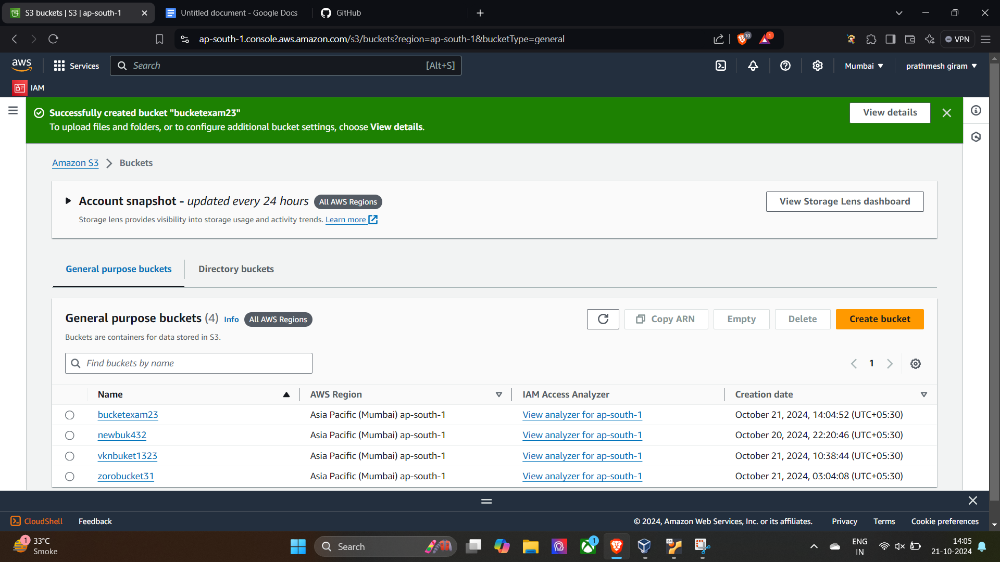 S3 buckets | S3 | ap-south-1
Untitled document - Google Docs
GitHub
ap-south-1.console.aws.amazon.com/s3/buckets?region=ap-south-1&bucketType=general
10
1
VPN
aws
Services
Search
[Alt+S]
Mumbai
prathmesh giram
IAM
Successfully created bucket "bucketexam23"
To upload files and folders, or to configure additional bucket settings, choose View details.
View details
Amazon S3
Buckets
Account snapshot - updated every 24 hours
All AWS Regions
View Storage Lens dashboard
Storage lens provides visibility into storage usage and activity trends. Learn more
General purpose buckets
Directory buckets
General purpose buckets (4)
Info
All AWS Regions
Copy ARN
Empty
Delete
Create bucket
Buckets are containers for data stored in S3.
Find buckets by name
1
Name
AWS Region
IAM Access Analyzer
Creation date
bucketexam23
Asia Pacific (Mumbai) ap-south-1
View analyzer for ap-south-1
October 21, 2024, 14:04:52 (UTC+05:30)
newbuk432
Asia Pacific (Mumbai) ap-south-1
View analyzer for ap-south-1
October 20, 2024, 22:20:46 (UTC+05:30)
vknbuket1323
Asia Pacific (Mumbai) ap-south-1
View analyzer for ap-south-1
October 21, 2024, 10:38:44 (UTC+05:30)
zorobucket31
Asia Pacific (Mumbai) ap-south-1
View analyzer for ap-south-1
October 21, 2024, 03:04:08 (UTC+05:30)
CloudShell
Feedback
© 2024, Amazon Web Services, Inc. or its affiliates.
Privacy
Terms
Cookie preferences
1
33°C
Smoke
Search
1
64
ENG
IN
14:05
21-10-2024